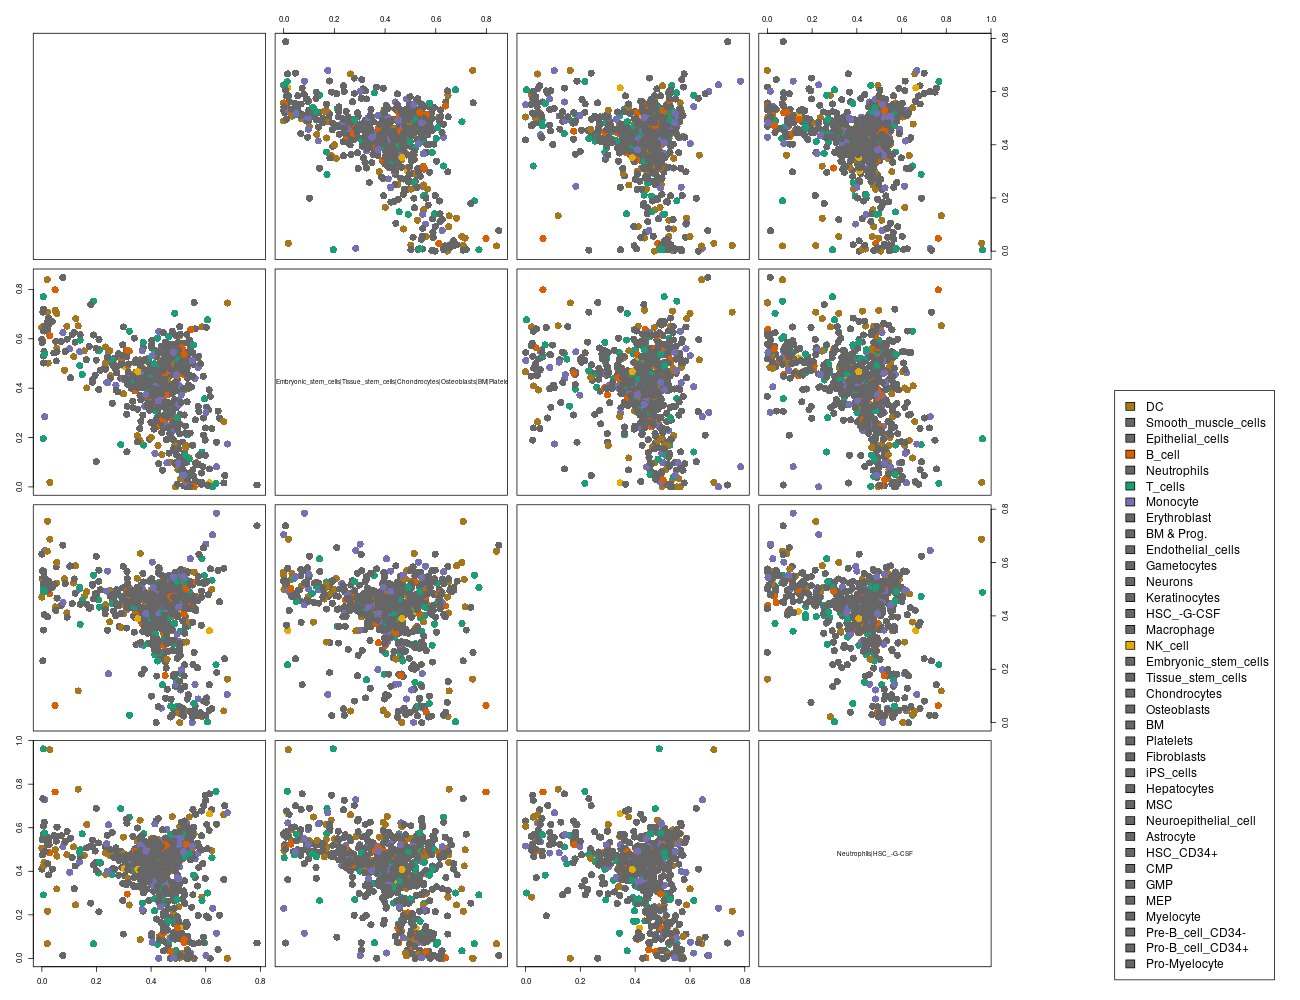 0.0 0.2 0.4 0.6 0.8
0.0 0.2 0.4 0.6 0.8 1.0
0.0 0.2 0.4 0.6 0.8
0.0 0.2 0.4 0.6 0.8
Embryonic_stem_cells|Tissue_stem_cells|Chondrocytes|Osteoblasts|BM|Platele
0.0 0.2 0.4 0.6 0.8
0.0 0.2 0.4 0.6 0.8 1.0
Neutrophils|HSC_-G-CSF
0.0 0.2 0.4 0.6 0.8
0.0 0.2 0.4 0.6 0.8
DC
Smooth_muscle_cells
Epithelial_cells
B_cell
Neutrophils
T_cells
Monocyte
Erythroblast
BM & Prog.
Endothelial_cells
Gametocytes
Neurons
Keratinocytes
HSC_-G-CSF
Macrophage
NK_cell
Embryonic_stem_cells
Tissue_stem_cells
Chondrocytes
Osteoblasts
BM
Platelets
Fibroblasts
iPS_cells
Hepatocytes
MSC
Neuroepithelial_cell
Astrocyte
HSC_CD34+
CMP
GMP
MEP
Myelocyte
Pre-B_cell_CD34-
Pro-B_cell_CD34+
Pro-Myelocyte